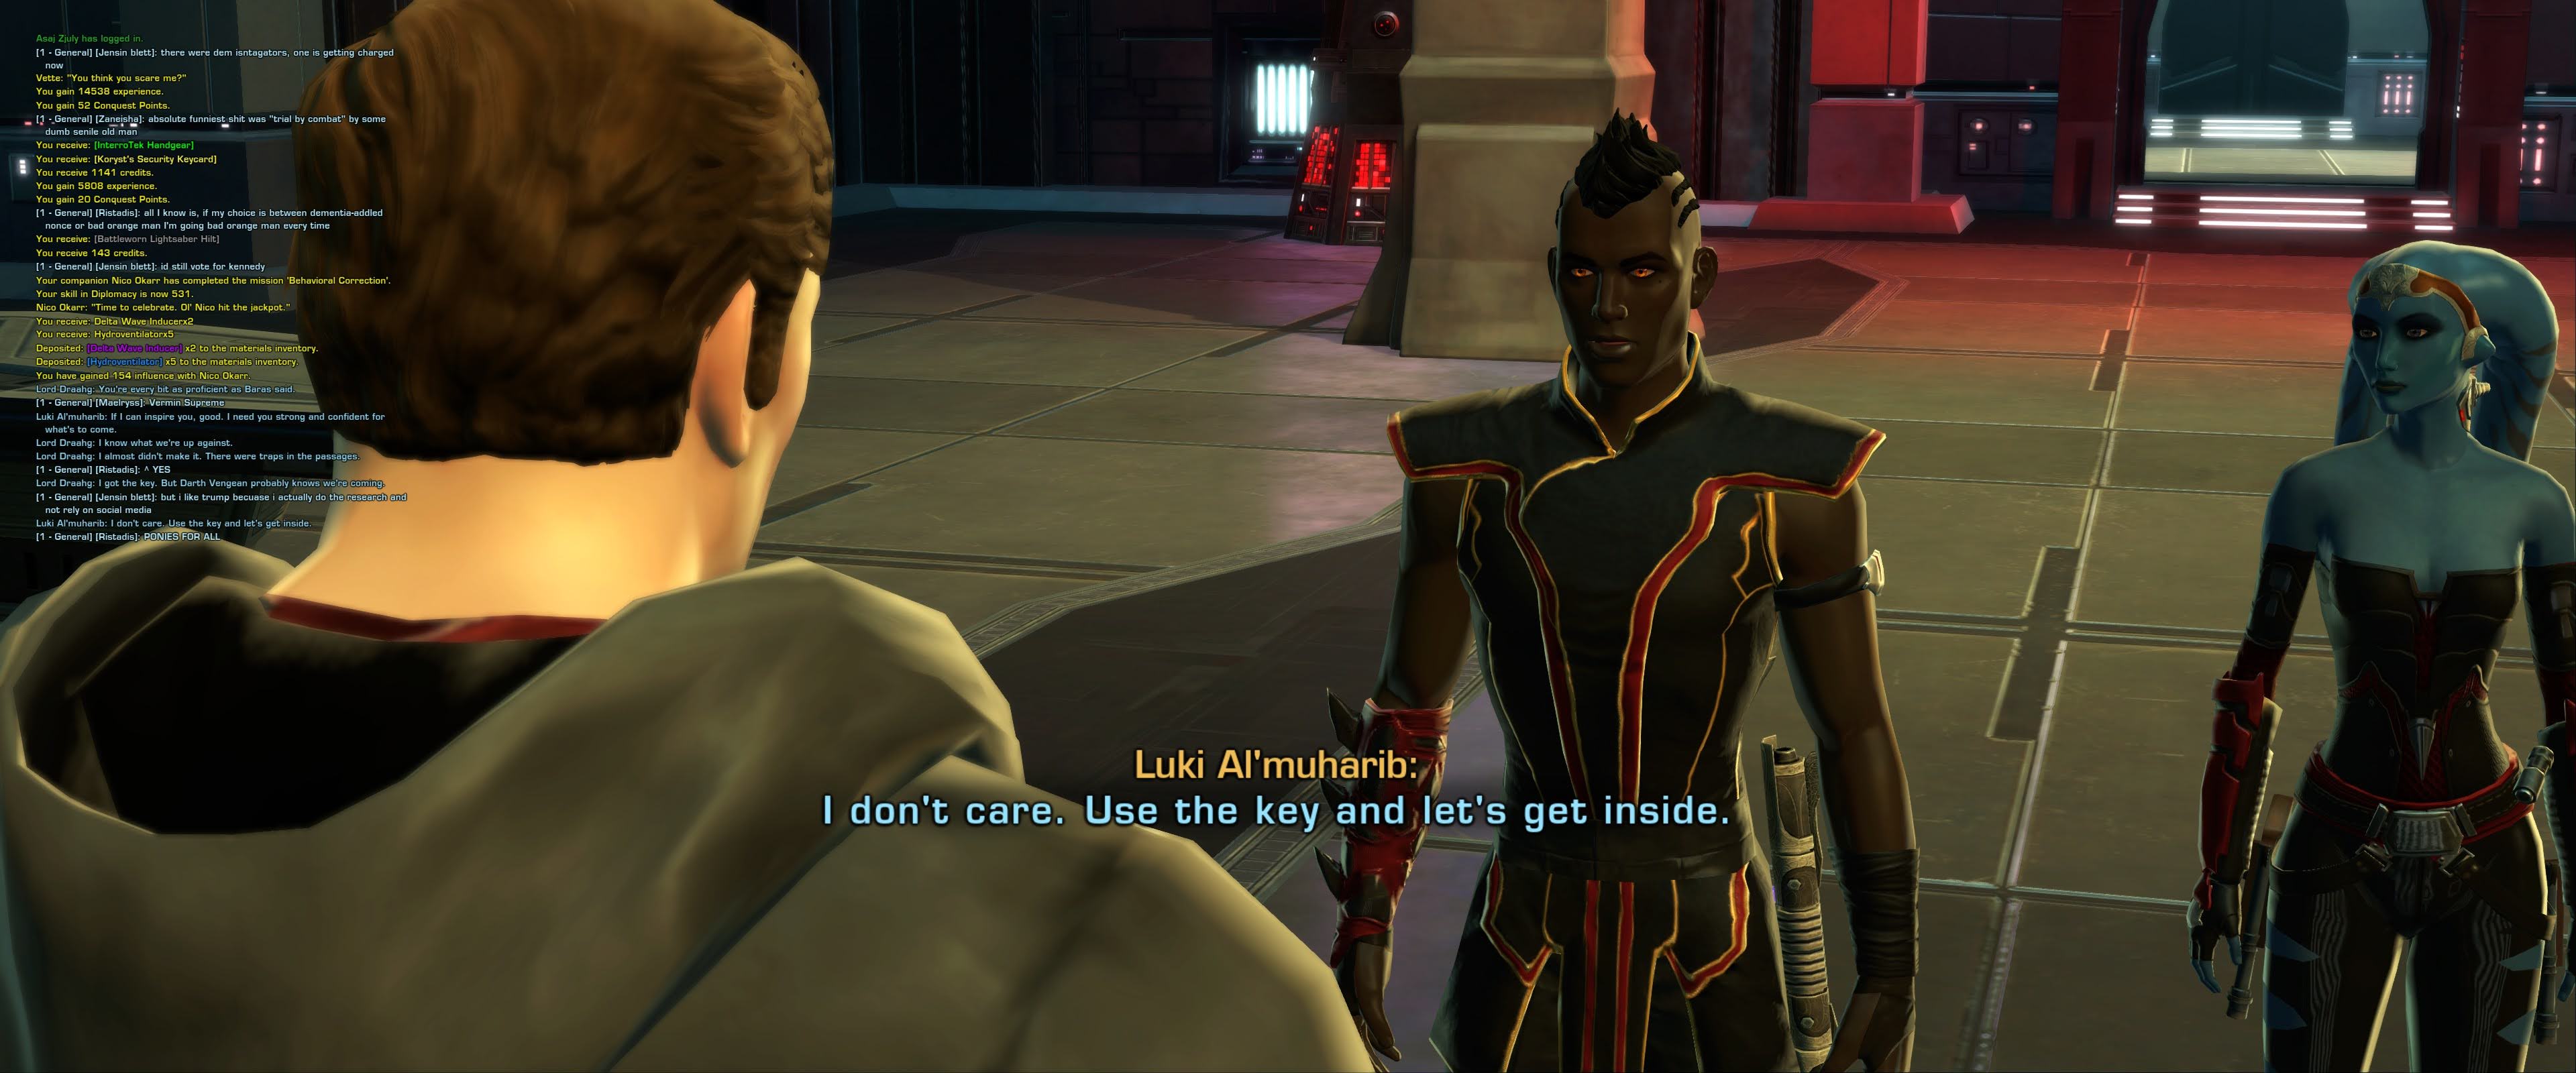 Asaj Zjuly has logged in.
[1 - General] [Jensin blett]: there were dem isntagators, one is getting charged
now
Vette: "You think you scare me?"
You gain 14538 experience.
You gain 52 Conquest Points.
[1 - General] [Zaneisha]: absolute funniest shit was "trial by combat" by some
dumb senile old man
You receive: [InterroTek Handgear]
You receive: [Koryst's Security Keycard]
You receive 1141 credits.
You gain 5808 experience.
You gain 20 Conquest Points.
[1 - General] [Ristadis]: all I know is, if my choice is between dementia-addled
nonce or bad orange man I'm going bad orange man every time
You receive: [Battleworn Lightsaber Hilt]
You receive 143 credits.
[1 - General] [Jensin blett]: id still vote for kennedy
Your companion Nico Okarr has completed the mission 'Behavioral Correction'.
Your skill in Diplomacy is now 531.
Nico Okarr: "Time to celebrate. Ol' Nico hit the jackpot."
You receive: Delta Wave Inducerx2
You receive: Hydroventilatorx5
Deposited: [Delta Wave Inducer] x2 to the materials inventory.
Deposited: [Hydroventilator] x5 to the materials inventory.
You have gained 154 influence with Nico Okarr.
Lord Draahg: You're every bit as proficient as Baras said.
[1 - General] [Maelryss]: Vermin Supreme
Luki Al'muharib: If I can inspire you, good. I need you strong and confident for
what's to come.
Lord Draahg: I know what we're up against.
Lord Draahg: I almost didn't make it. There were traps in the passages.
[1 - General] [Ristadis]: ^ YES
Lord Draahg: I got the key. But Darth Vengean probably knows we're coming.
[1 - General] [Jensin blett]: but i like trump becuase i actually do the research and
not rely on social media
Luki Al'muharib: I don't care. Use the key and let's get inside.
[1 - General] [Ristadis]: PONIES FOR ALL
Luki Al'muharib:
I don't care. Use the key and let's get inside.